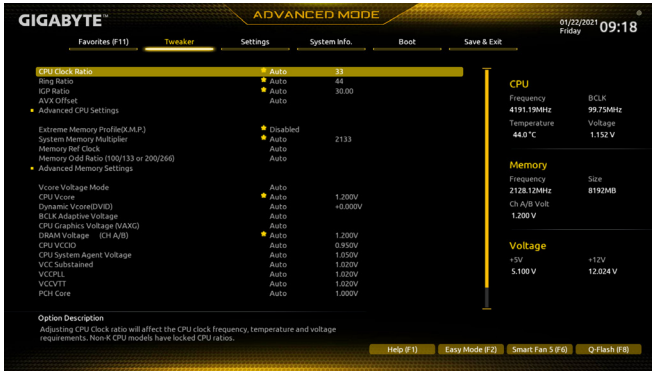 GIGABYTE™
ADVANCED MODE
01/22/2021
Friday
09:18
Favorites (F11) Tweaker Settings System Info. Boot Save & Exit
CPU Clock Ratio Auto 33
Ring Ratio Auto 44
IGP Ratio Auto 30.00
AVX Offset Auto
Advanced CPU Settings
Extreme Memory Profile(X.M.P.) Disabled
System Memory Multiplier Auto 2133
Memory Ref Clock Auto
Memory Odd Ratio (100/133 or 200/266) Auto
Advanced Memory Settings
Vcore Voltage Mode Auto
CPU Vcore Auto 1.200V
Dynamic Vcore(DVID) Auto +0.000V
BCLK Adaptive Voltage Auto
CPU Graphics Voltage (VAXG) Auto
DRAM Voltage (CH A/B) Auto 1.200V
CPU VCCIO Auto 0.950V
CPU System Agent Voltage Auto 1.050V
VCC Substained Auto 1.020V
VCCPLL Auto 1.020V
VCCVTT Auto 1.020V
PCH Core Auto 1.000V
CPU
Frequency BCLK
4191.19MHz 99.75MHz
Temperature Voltage
44.0 °C 1.152 V
Memory
Frequency Size
2128.12MHz 8192MB
Ch A/B Volt
1.200 V
Voltage
+5V +12V
5.100 V 12.024 V
Option Description
Adjusting CPU Clock ratio will affect the CPU clock frequency, temperature and voltage
requirements. Non-K CPU models have locked CPU ratios.
Help (F1) Easy Mode (F2) Smart Fan 5 (F6) Q-Flash (F8)